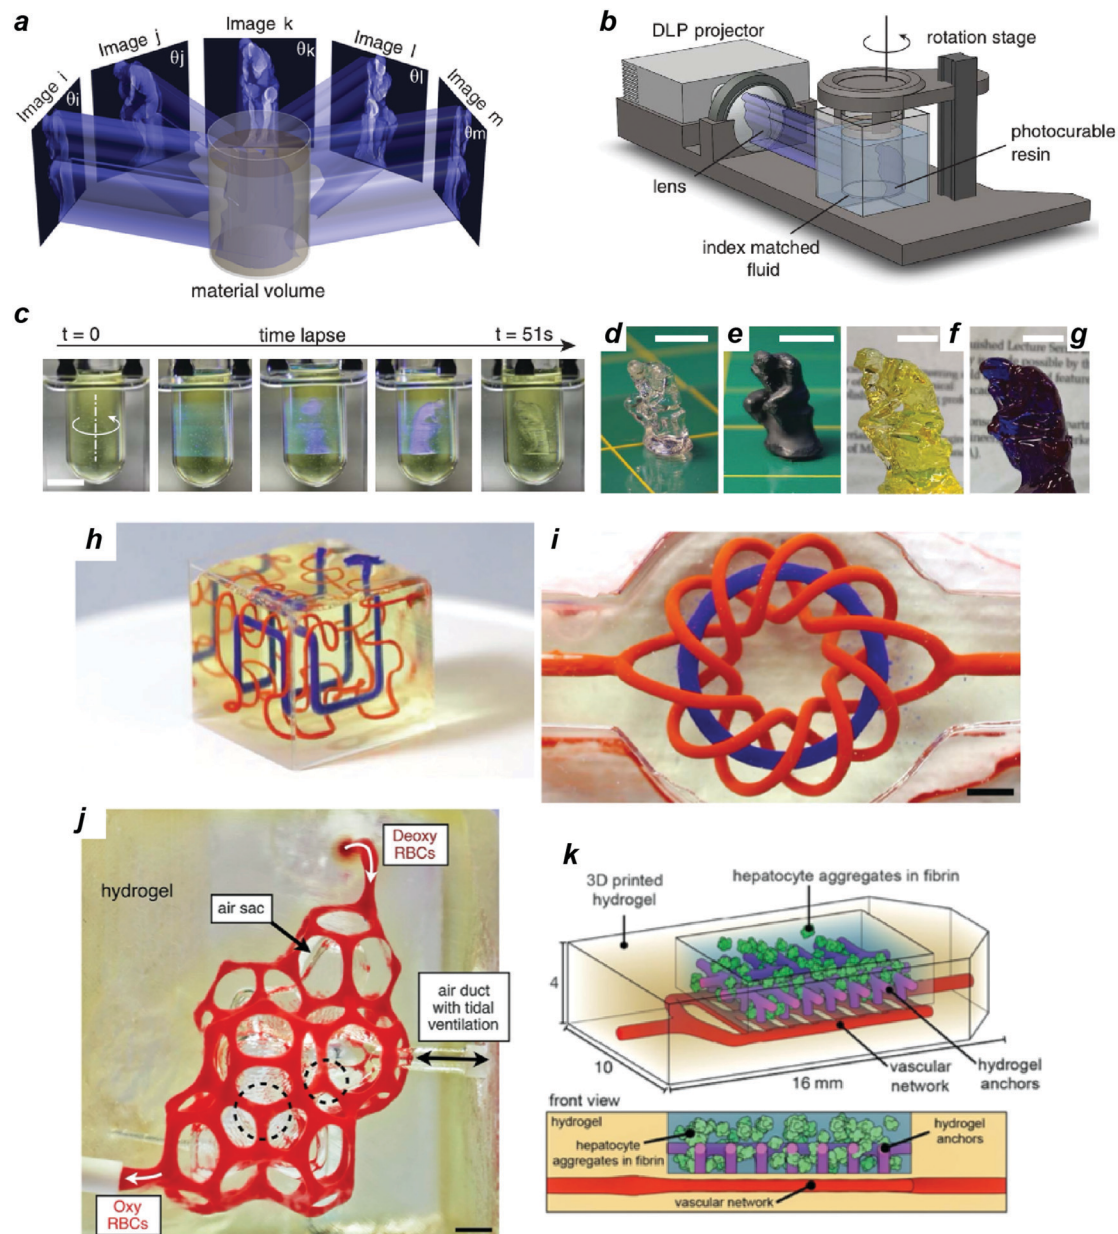 a
Image i
θi
Image j
θj
Image k
θk
Image l
θl
Image m
θm
material volume
b
DLP projector
rotation stage
photocurable
resin
lens
index matched
fluid
c
t = 0
time lapse
t = 51s
d
e
f
g
h
i
j
hydrogel
Deoxy
RBCs
air sac
air duct
with tidal
ventilation
Oxy
RBCs
k
3D printed
hydrogel
hepatocyte aggregates in fibrin
4
10
16 mm
vascular
network
hydrogel
anchors
front view
hydrogel
hepatocyte
aggregates in fibrin
hydrogel
anchors
vascular network